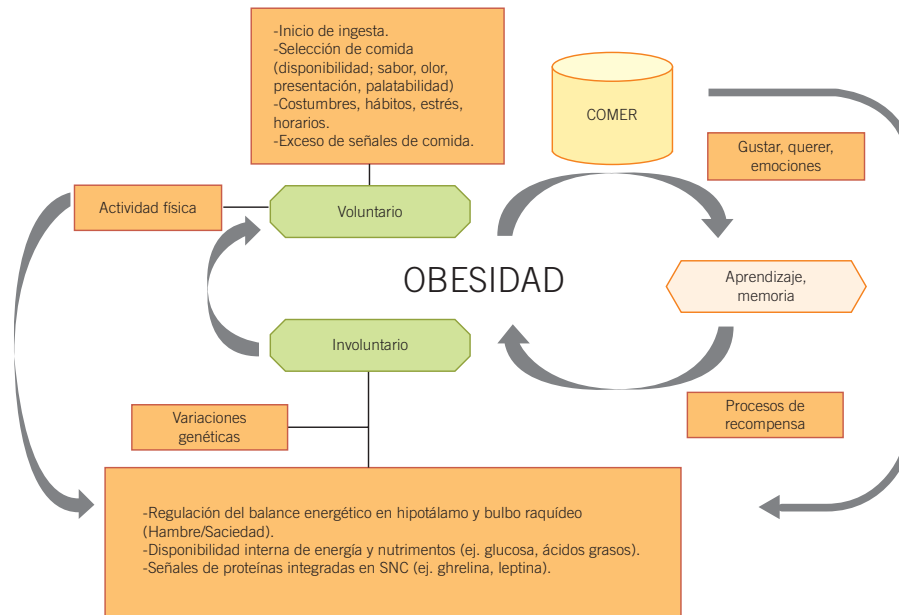 -Inicio de ingesta.
-Selección de comida
(disponibilidad; sabor, olor,
presentación, palatabilidad)
-Costumbres, hábitos, estrés,
horarios.
-Exceso de señales de comida.
COMER
Gustar, querer,
emociones
Actividad física
Voluntario
OBESIDAD
Aprendizaje,
memoria
Involuntario
Variaciones
genéticas
Procesos de
recompensa
-Regulación del balance energético en hipotálamo y bulbo raquídeo
(Hambre/Saciedad).
-Disponibilidad interna de energía y nutrimentos (ej. glucosa, ácidos grasos).
-Señales de proteínas integradas en SNC (ej. ghrelina, leptina).